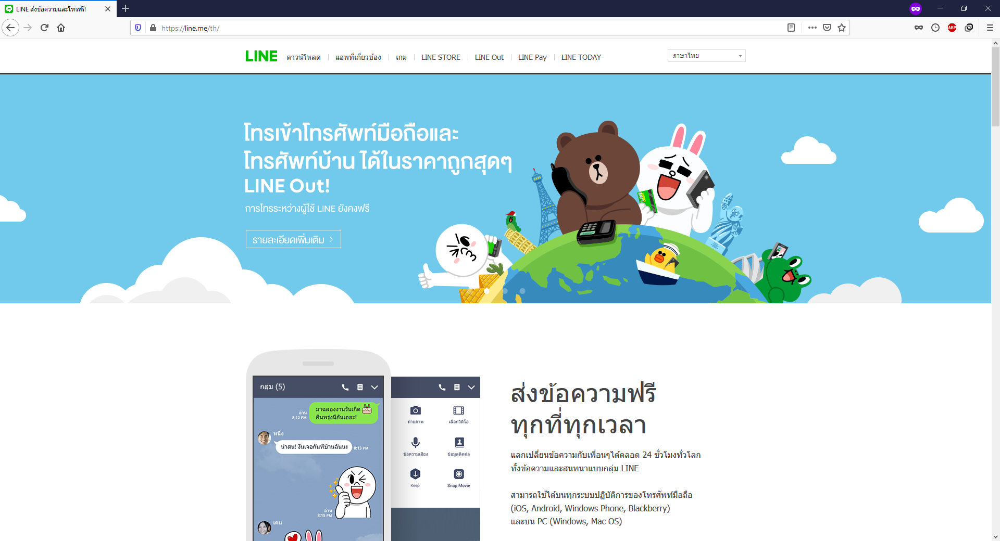 LINE ส่งข้อความและโทรฟรี!
https://line.me/th/
ABP
LINE
ดาวน์โหลด
แอพที่เกี่ยวข้อง
เกม
LINE STORE
LINE Out
LINE Pay
LINE TODAY
ภาษาไทย
โทรเข้าโทรศัพท์มือถือและ
โทรศัพท์บ้าน ได้ในราคาถูกสุดๆ
LINE Out!
การโทรระหว่างผู้ใช้ LINE ยังคงฟรี
รายละเอียดเพิ่มเติม
กลุ่ม (5)
มาฉลองงานวันเกิด
คืนพรุ่งนี้กันเถอะ!
อ่าน
8:12 PM
หนึ่ง
น่าสน! งั้นเจอกันที่บ้านฉันนะ
8:13 PM
อ่าน
8:15 PM
เคน
ถ่ายภาพ
เลือกวิดีโอ
ข้อความเสียง
ข้อมูลติดต่อ
Keep
Snap Movie
ส่งข้อความฟรี
ทุกที่ทุกเวลา
แลกเปลี่ยนข้อความกับเพื่อนๆได้ตลอด 24 ชั่วโมงทั่วโลก
ทั้งข้อความและสนทนาแบบกลุ่ม LINE
สามารถใช้ได้บนทุกระบบปฏิบัติการของโทรศัพท์มือถือ
(iOS, Android, Windows Phone, Blackberry)
และบน PC (Windows, Mac OS)